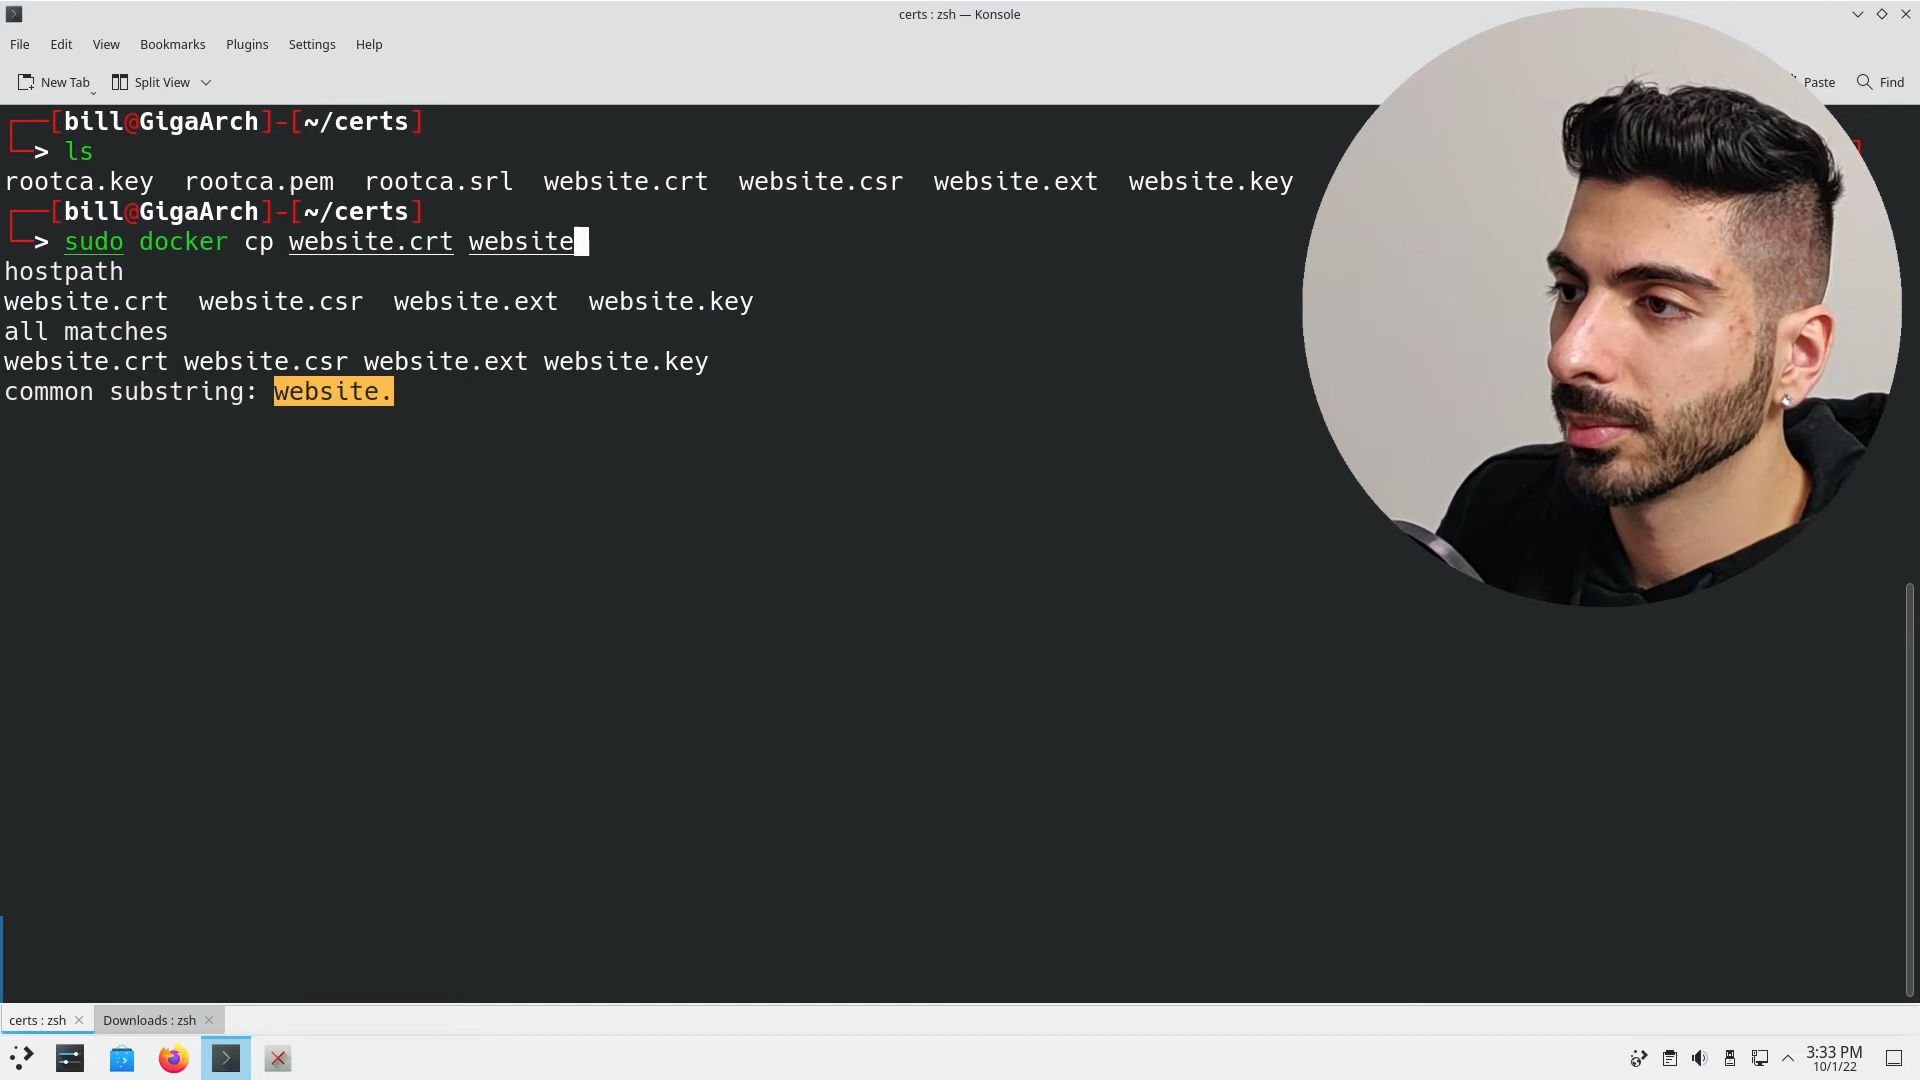 certs : zsh — Konsole
File Edit View Bookmarks Plugins Settings Help
New Tab Split View Paste Find
[bill@GigaArch]-[~/certs]
> ls
rootca.key rootca.pem rootca.srl website.crt website.csr website.ext website.key
[bill@GigaArch]-[~/certs]
> sudo docker cp website.crt website
hostpath
website.crt website.csr website.ext website.key
all matches
website.crt website.csr website.ext website.key
common substring: website.
certs : zsh Downloads : zsh
3:33 PM
10/1/22